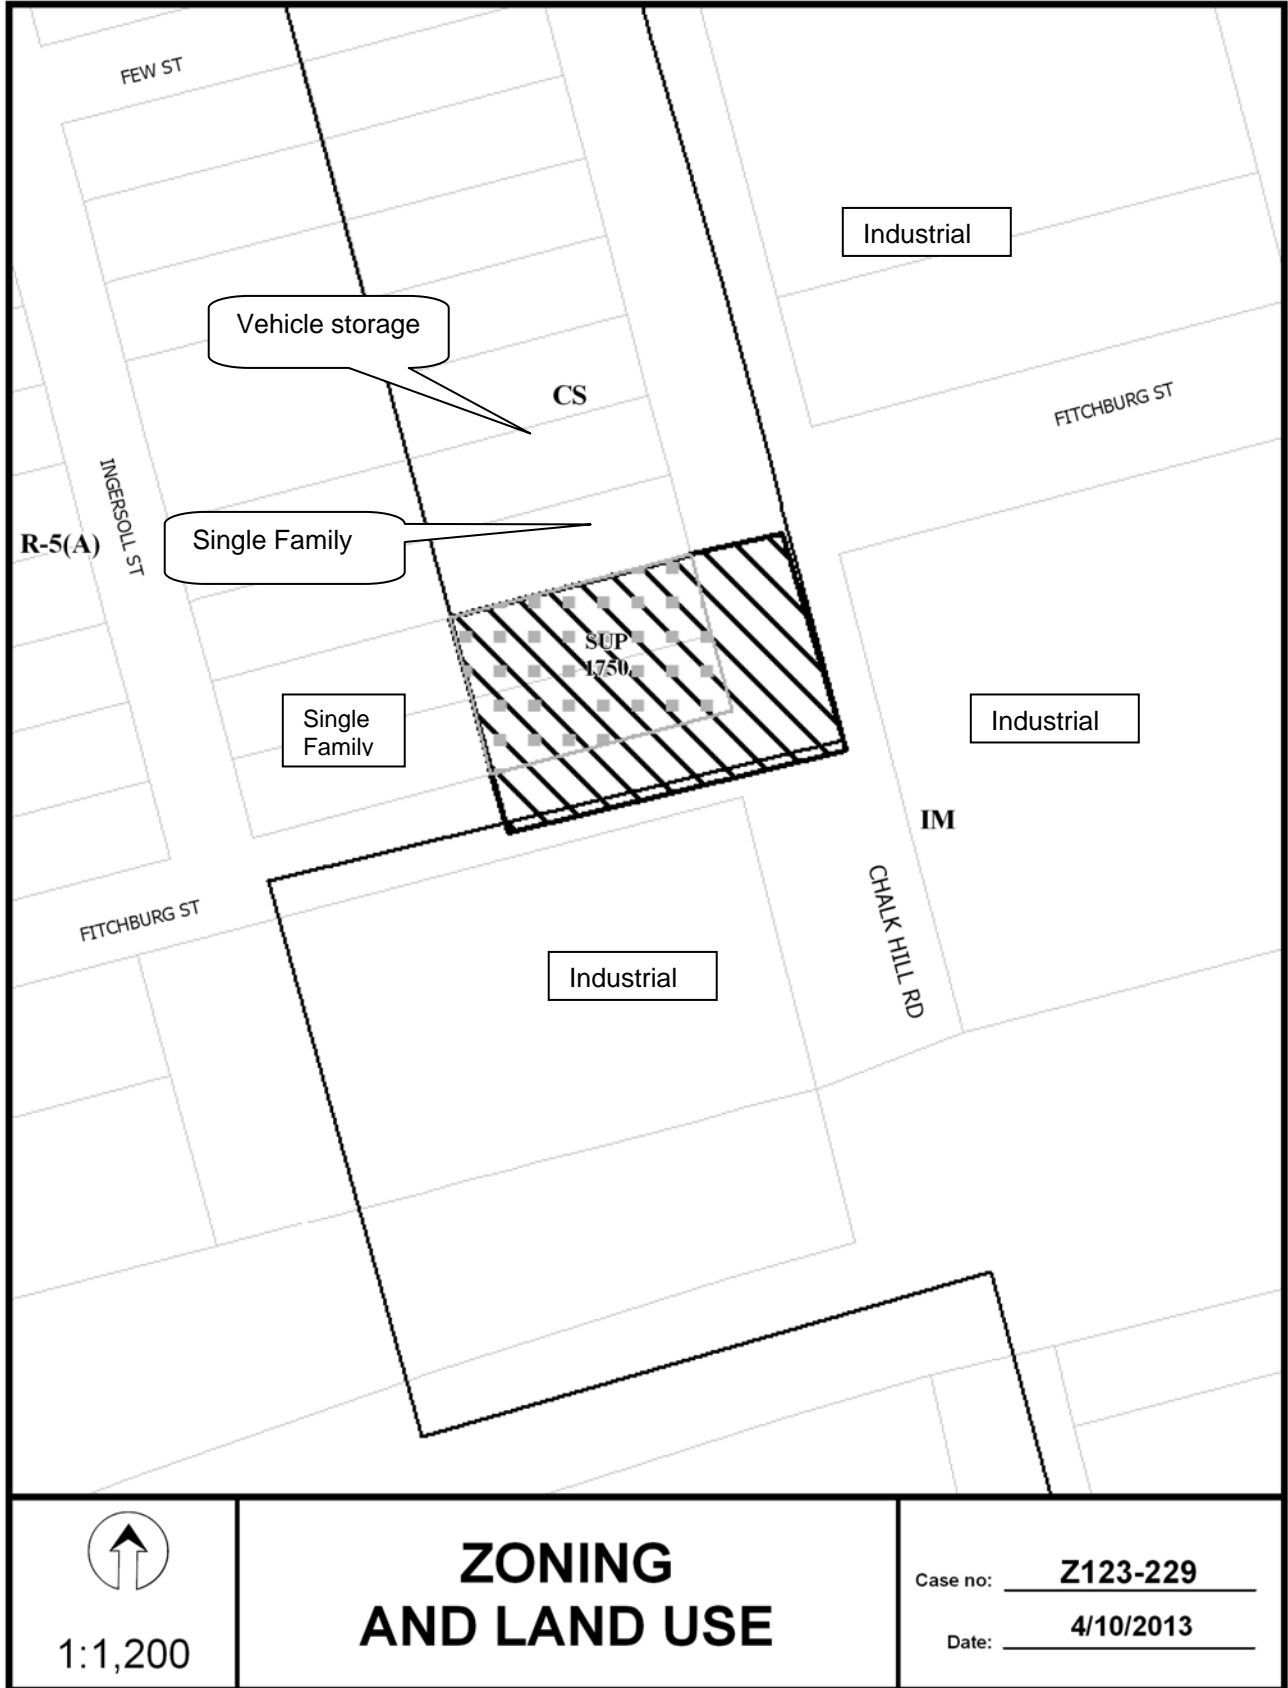 FEW ST
Industrial
Vehicle storage
CS
FITCHBURG ST
INGERSOLL ST
R-5(A)
Single Family
SUP
1750
Single
Family
Industrial
IM
CHALK HILL RD
FITCHBURG ST
Industrial
1:1,200
ZONING
AND LAND USE
Case no: Z123-229
Date: 4/10/2013